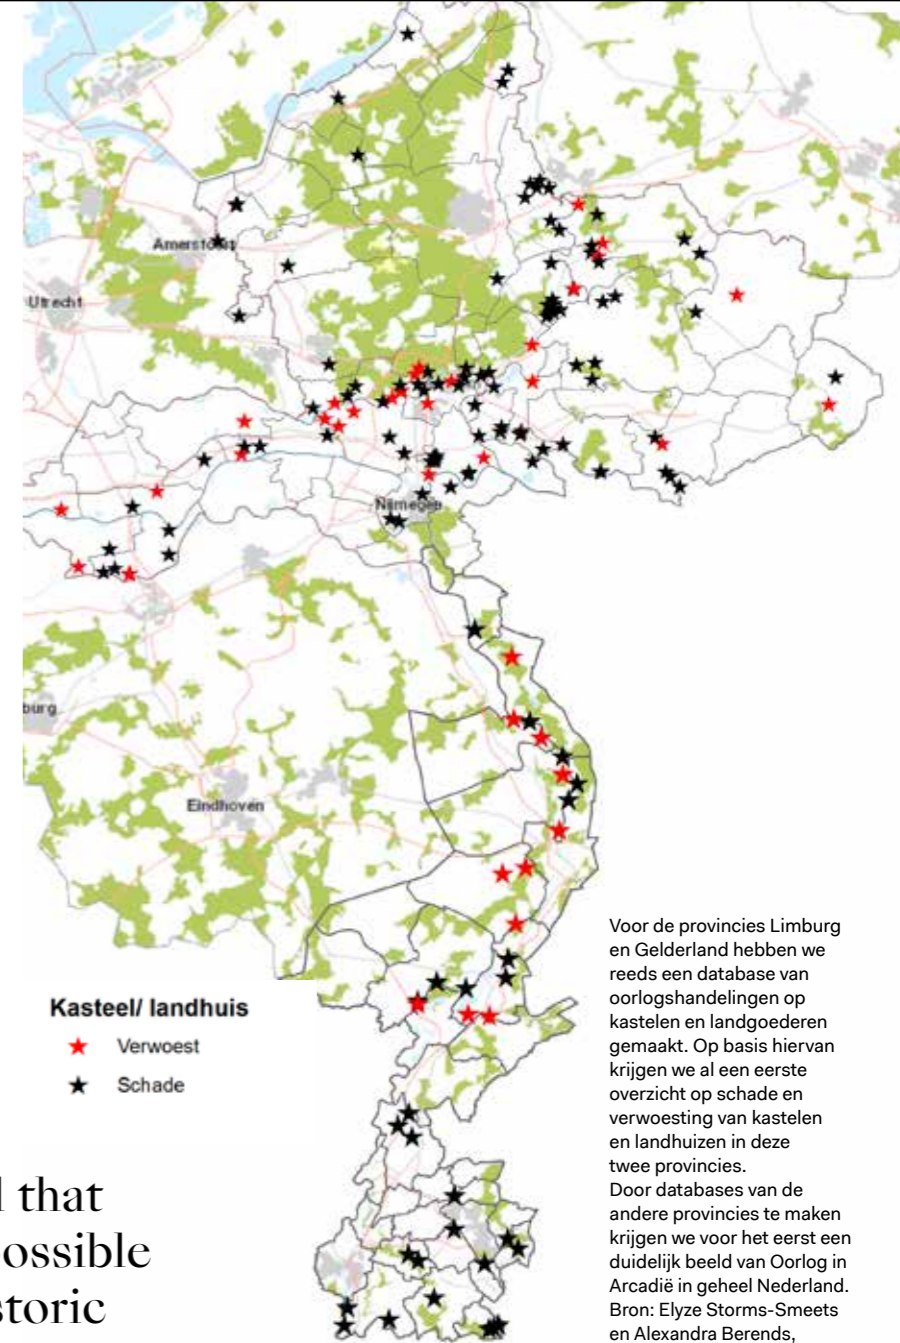 Amersfoort
Utrecht
Nijmegen
burg
Eindhoven
Kasteel/ landhuis
Verwoest
Schade
l that
ossible
storic
Voor de provincies Limburg
en Gelderland hebben we
reeds een database van
oorlogshandelingen op
kastelen en landgoederen
gemaakt. Op basis hiervan
krijgen we al een eerste
overzicht op schade en
verwoesting van kastelen
en landhuizen in deze
twee provincies.
Door databases van de
andere provincies te maken
krijgen we voor het eerst een
duidelijk beeld van Oorlog in
Arcadië in geheel Nederland.
Bron: Elyze Storms-Smeets
en Alexandra Berends,